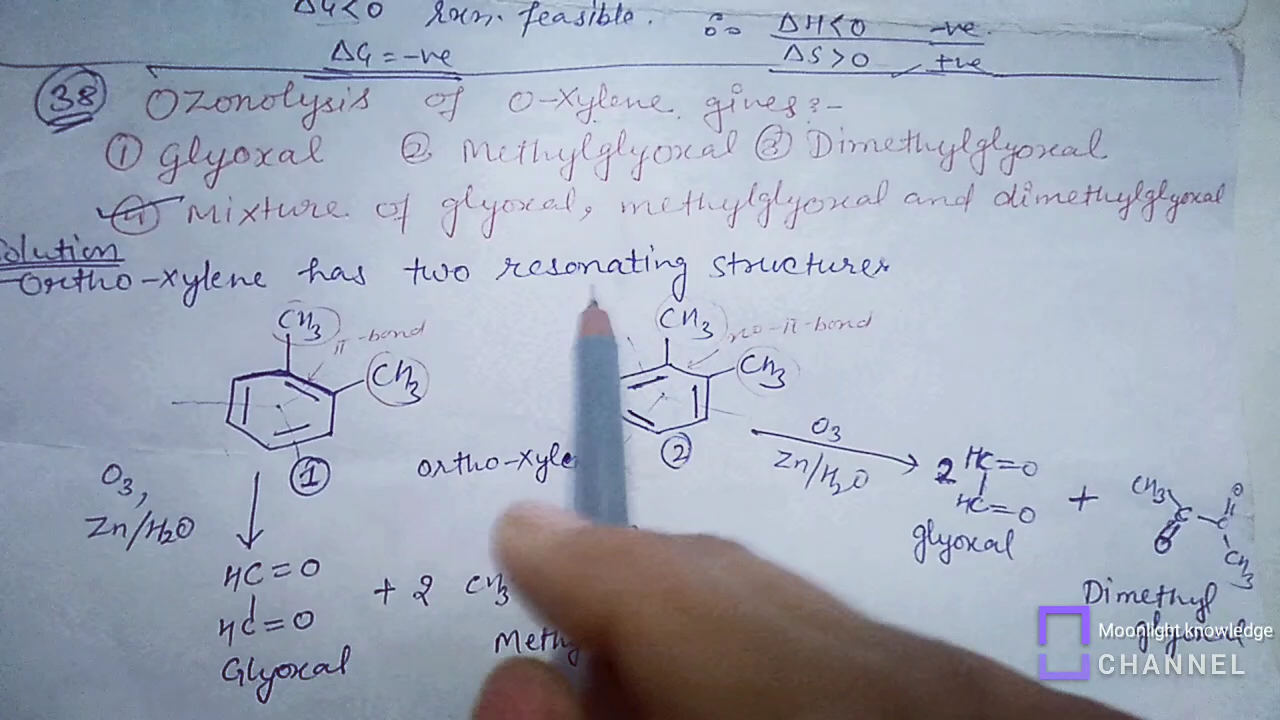 ΔG<0 rxn. feasible. ∴ ΔH<0 -ve
ΔG = -ve ΔS>0 +ve
38 Ozonolysis of O-Xylene gives:-
① Glyoxal ② Methylglyoxal ③ Dimethylglyoxal
④ Mixture of glyoxal, methylglyoxal and dimethylglyoxal
Solution
Ortho-xylene has two resonating structures
CH3 π-bond CH3 no-π-bond
CH3 CH3
① ortho-xyle ② O3
Zn/H2O
O3,
Zn/H2O
2 HC=O + CH3
HC=O C-C O
O CH3
glyoxal
HC=O + 2 CH3
HC=O Methy
Glyoxal
Dimethyl
glyoxal
Moonlight knowledge
CHANNEL